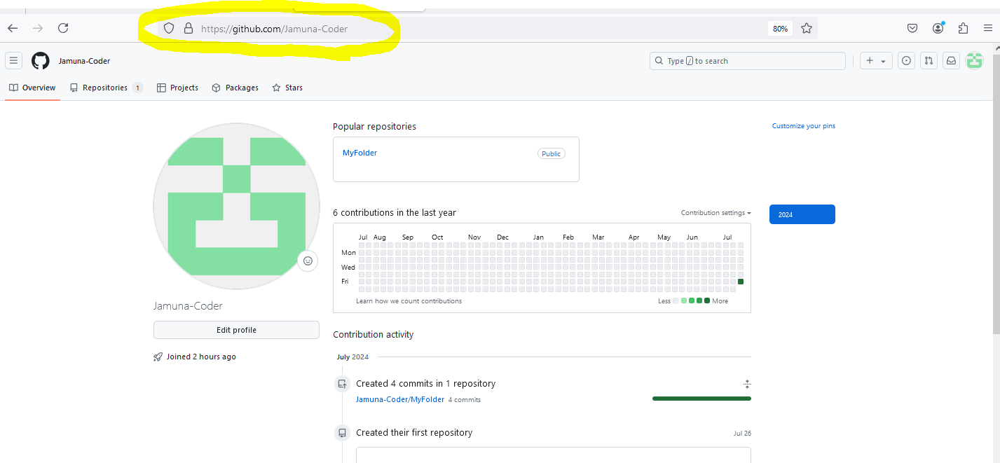 https://github.com/Jamuna-Coder
80%
Jamuna-Coder
Type / to search
Overview Repositories 1 Projects Packages Stars
Popular repositories
Customize your pins
MyFolder Public
6 contributions in the last year
Contribution settings
2024
Jul Aug Sep Oct Nov Dec Jan Feb Mar Apr May Jun Jul
Mon
Wed
Fri
Learn how we count contributions
Less More
Jamuna-Coder
Edit profile
Joined 2 hours ago
Contribution activity
July 2024
Created 4 commits in 1 repository
Jamuna-Coder/MyFolder 4 commits
Created their first repository
Jul 26